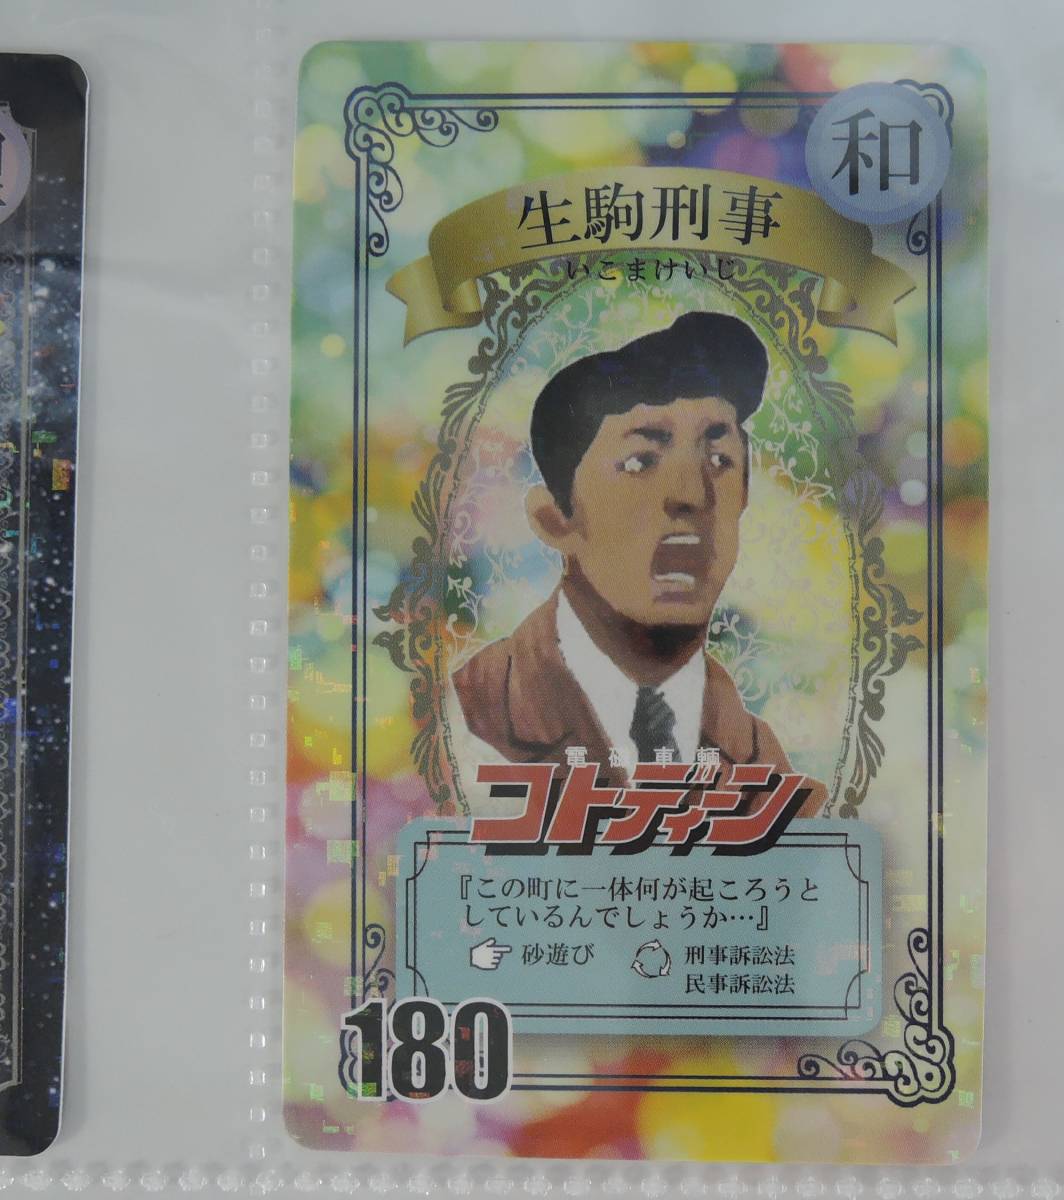 和
生駒刑事
いこまけいじ
電磁車輌
コトディーン
『この町に一体何が起ころうと
しているんでしょうか…』
砂遊び
刑事訴訟法
民事訴訟法
180